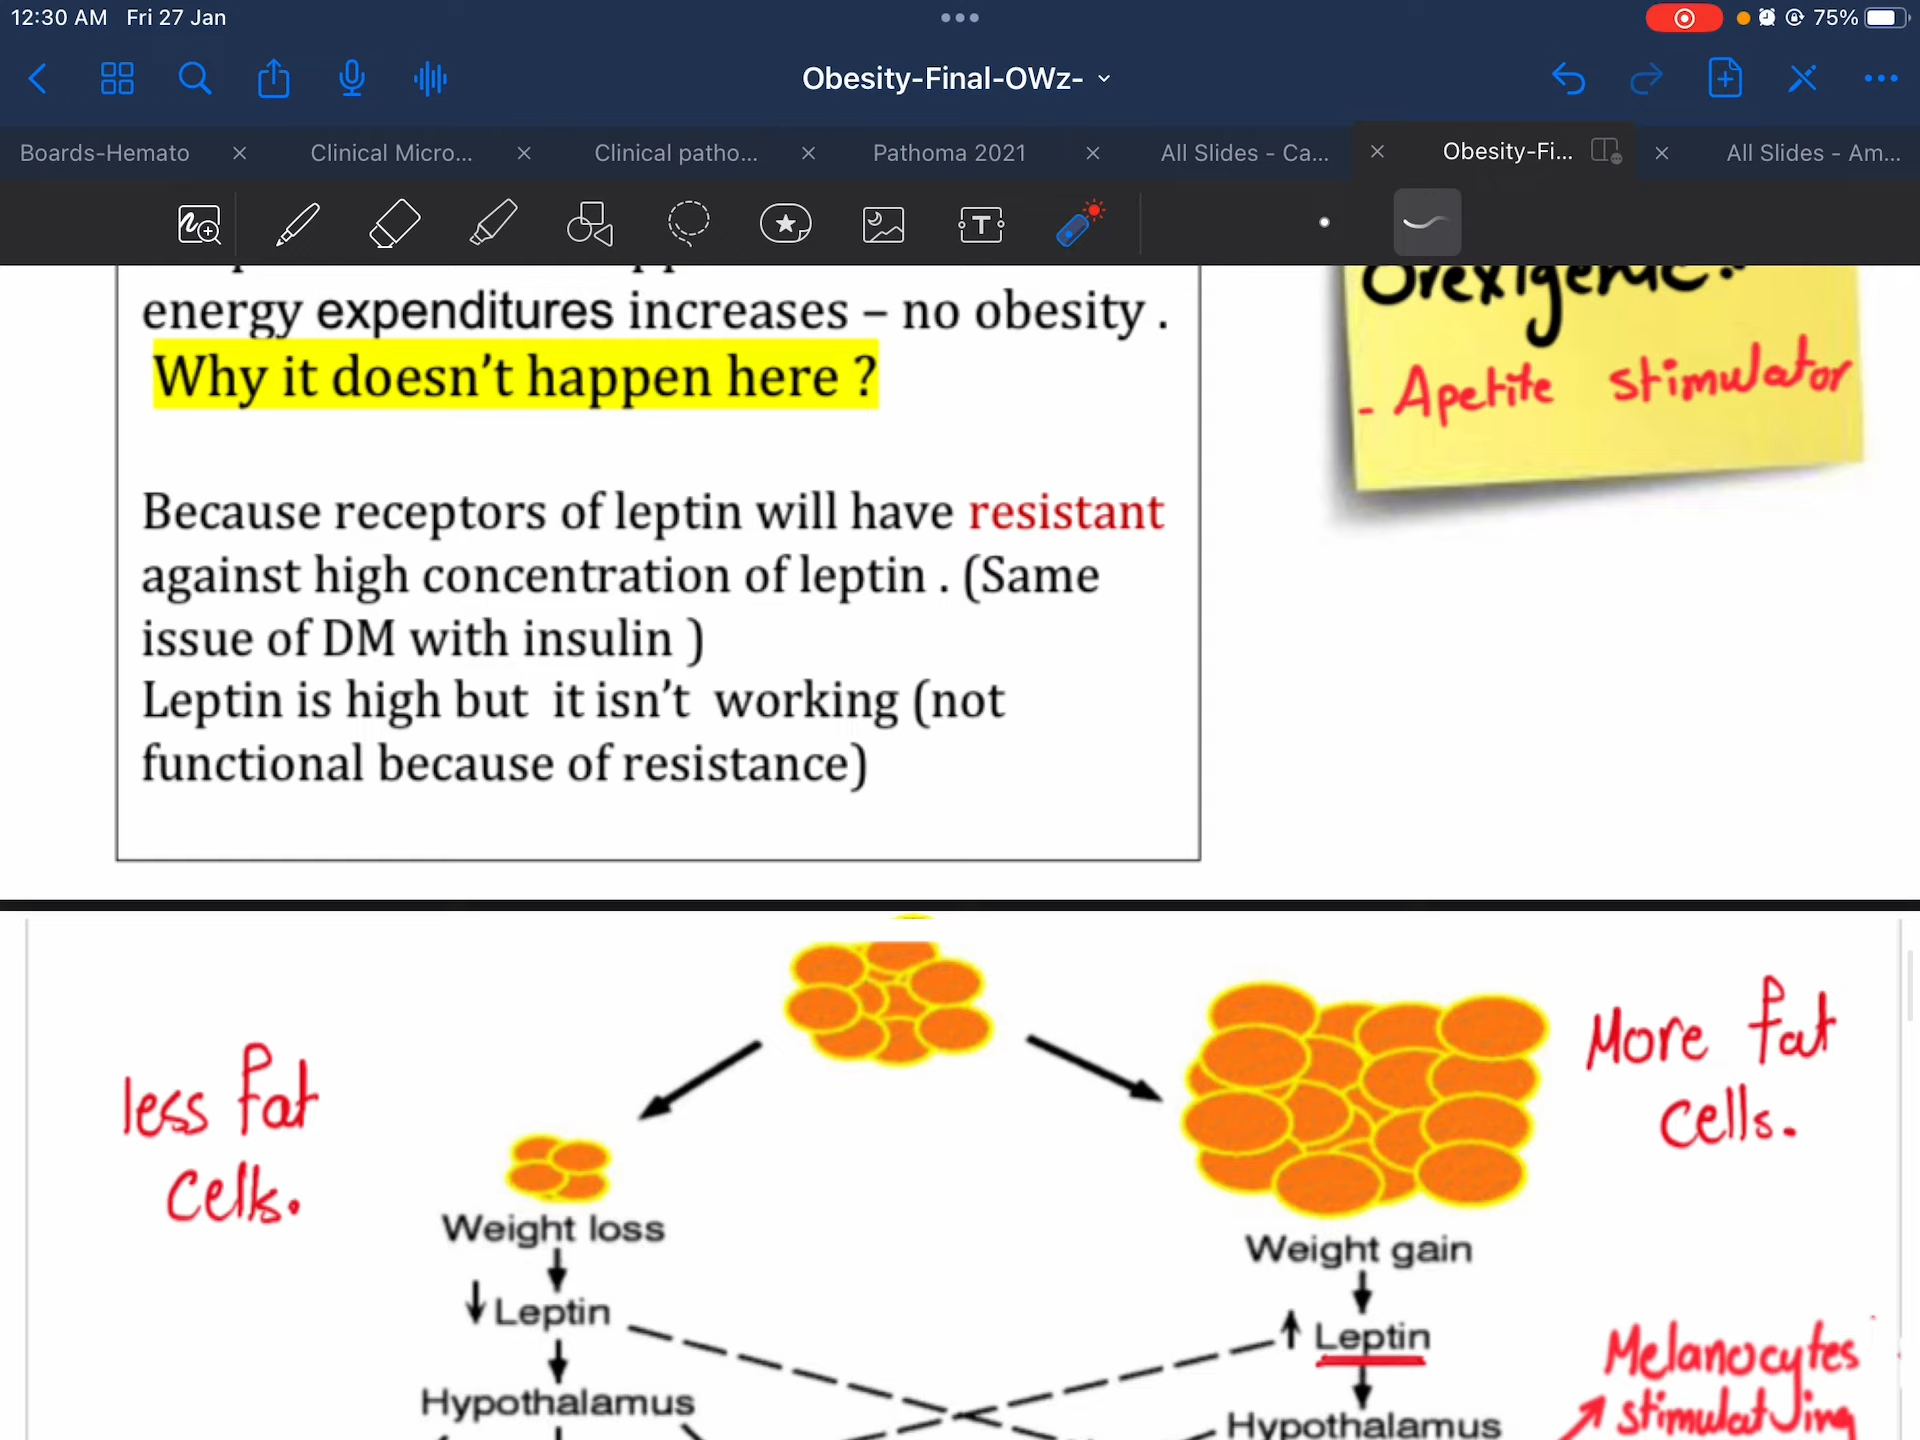 12:30 AM Fri 27 Jan
75%
Obesity-Final-OWz-
Boards-Hemato
Clinical Micro...
Clinical patho...
Pathoma 2021
All Slides - Ca...
Obesity-Fi...
All Slides - Am...
T
energy expenditures increases – no obesity .
Why it doesn't happen here ?
Because receptors of leptin will have resistant
against high concentration of leptin . (Same
issue of DM with insulin )
Leptin is high but it isn't working (not
functional because of resistance)
Orexigenic:
- Apetite stimulator
less fat
cells.
More fat
cells.
Weight loss
↓ Leptin
Hypothalamus
Weight gain
↑ Leptin
Hypothalamus
Melanocytes
stimulating